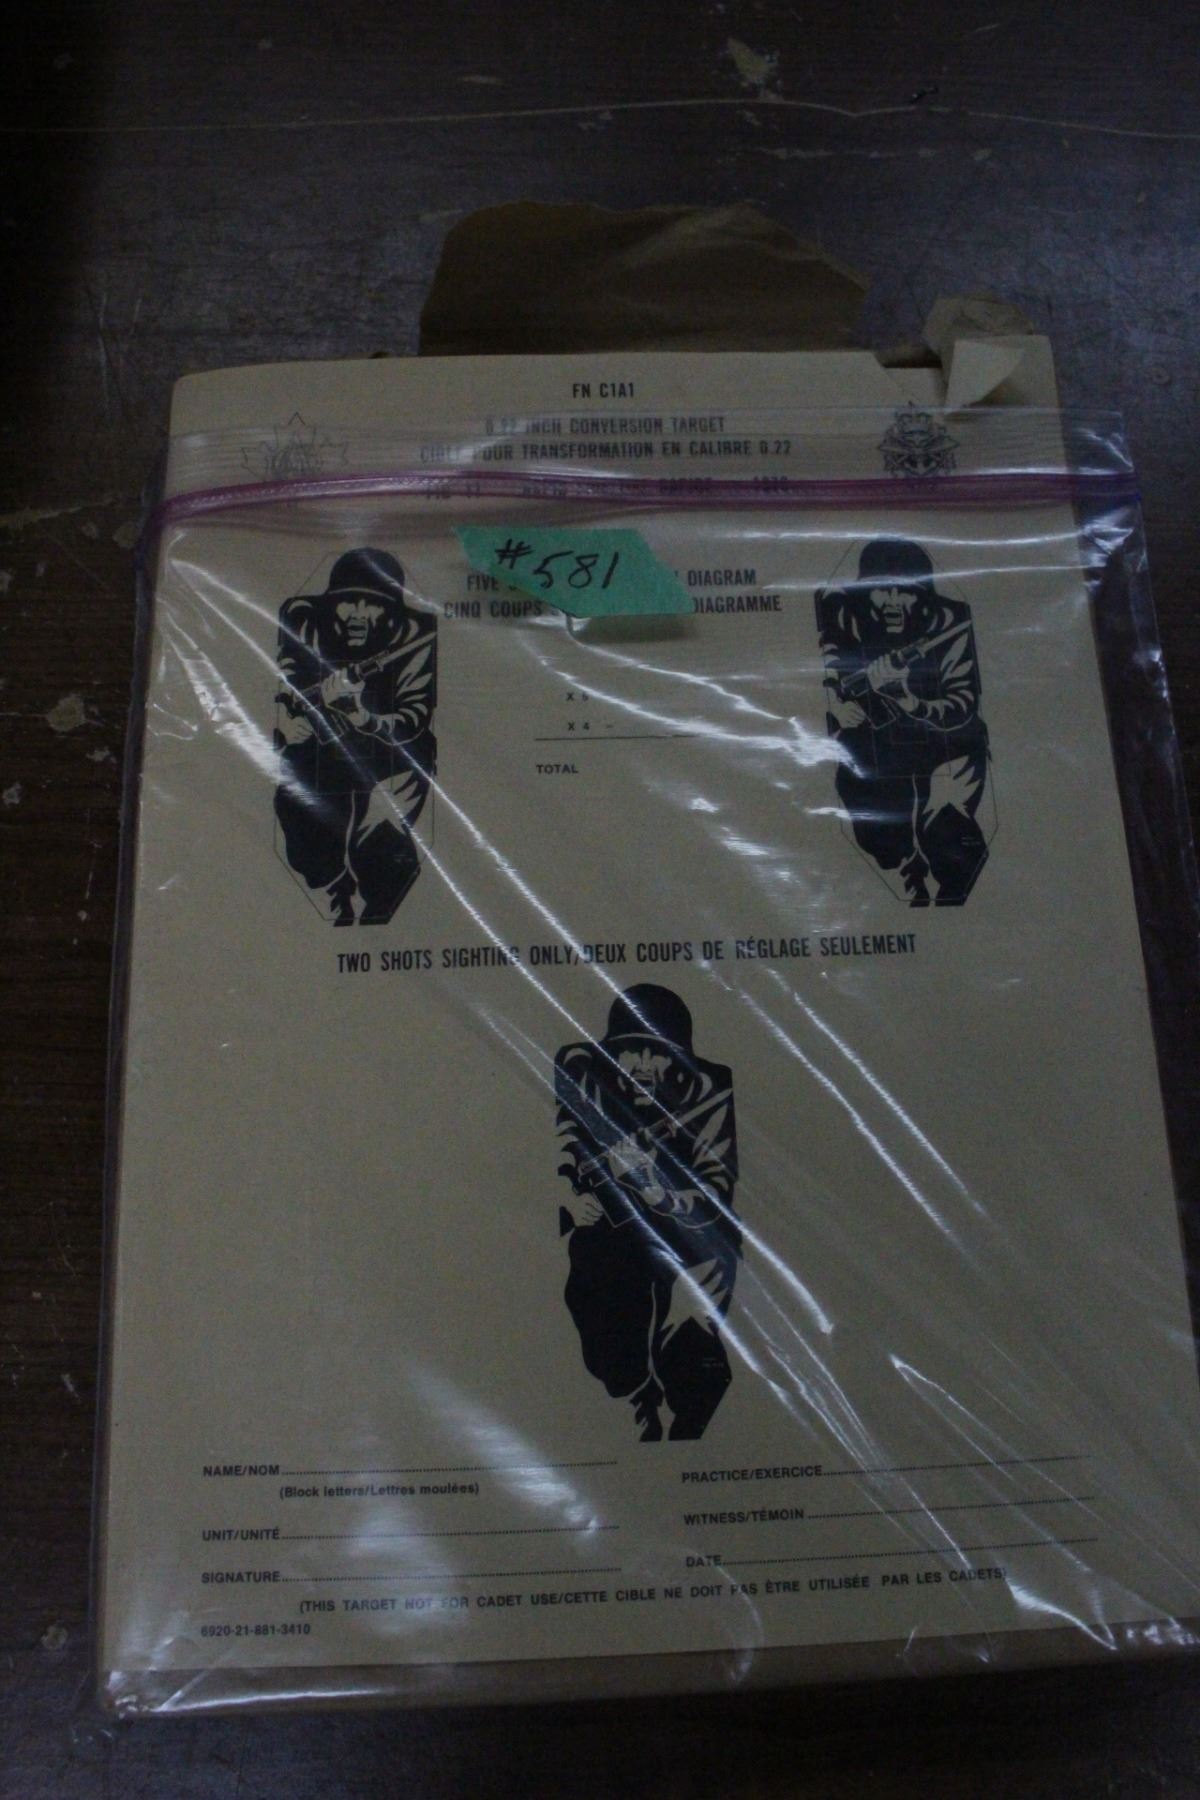 FN C1A1
0.22 INCH CONVERSION TARGET
CIBLE POUR TRANSFORMATION EN CALIBRE 0.22
#581
FIVE DIAGRAM
CINQ COUPS DIAGRAMME
X 5
X 4 –
TOTAL
TWO SHOTS SIGHTING ONLY/DEUX COUPS DE RÉGLAGE SEULEMENT
NAME/NOM
(Block letters/Lettres moulées)
UNIT/UNITÉ
SIGNATURE
PRACTICE/EXERCICE
WITNESS/TÉMOIN
DATE
(THIS TARGET NOT FOR CADET USE/CETTE CIBLE NE DOIT PAS ÊTRE UTILISÉE PAR LES CADETS)
6920-21-881-3410